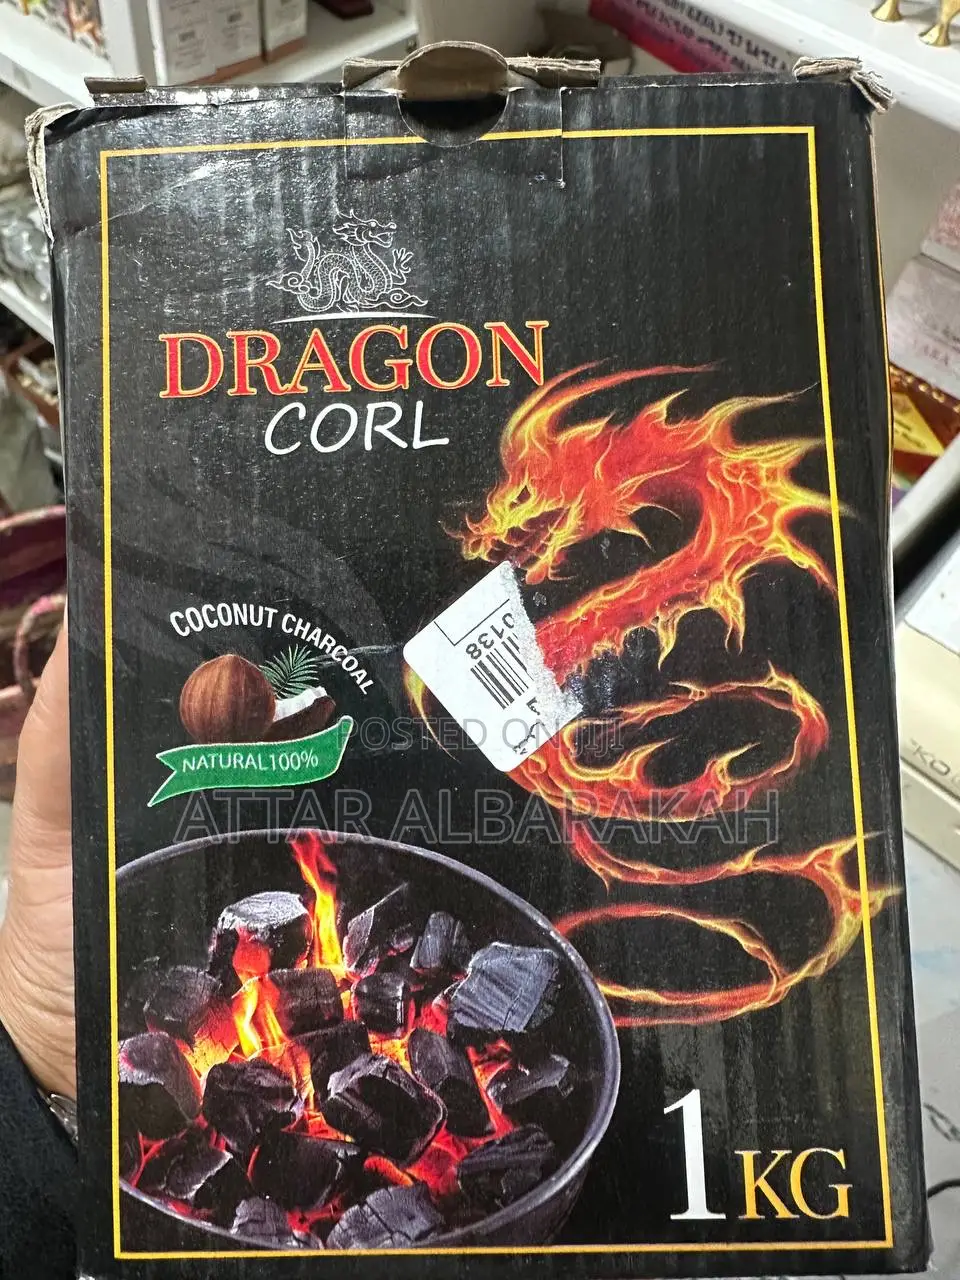 DRAGON
CORL
COCONUT CHARCOAL
NATURAL100%
0138
POSTED ON JIJI
ATTAR ALBARAKAH
1KG